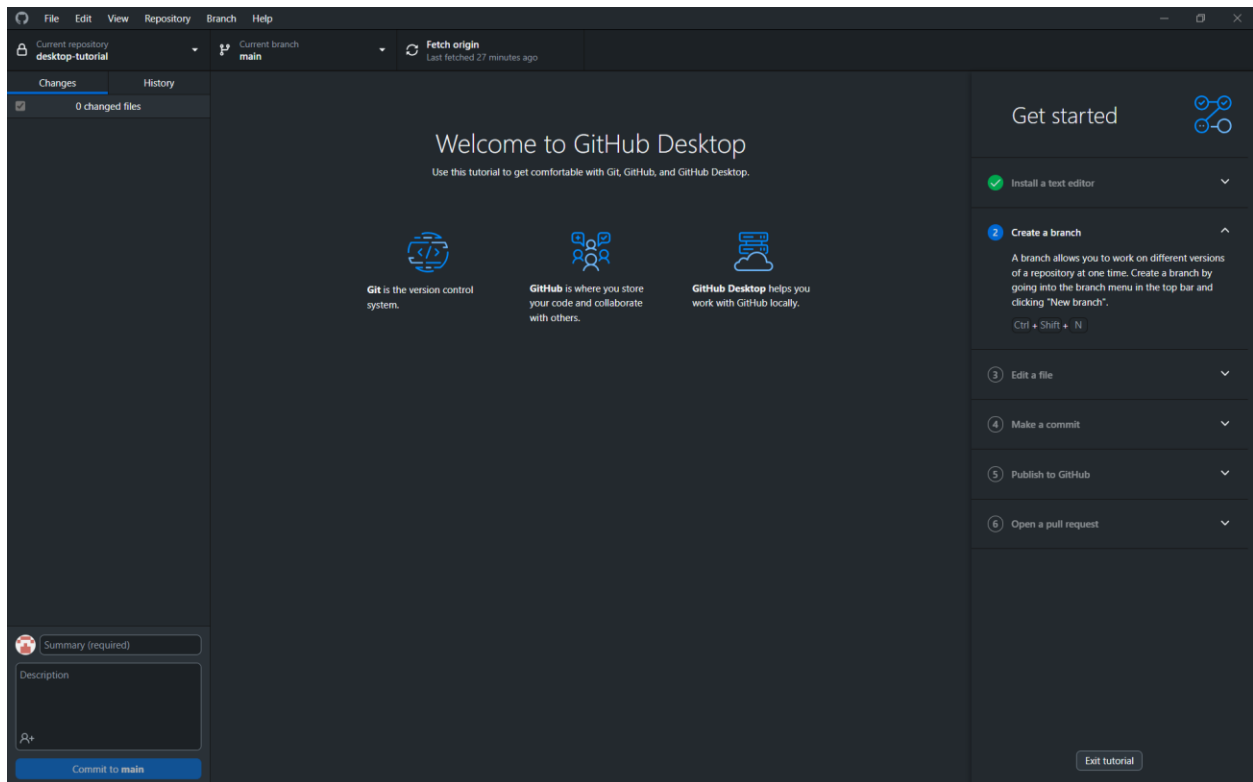 File Edit View Repository Branch Help
Current repository
desktop-tutorial
Current branch
main
Fetch origin
Last fetched 27 minutes ago
Changes History
0 changed files
Welcome to GitHub Desktop
Use this tutorial to get comfortable with Git, GitHub, and GitHub Desktop.
Git is the version control
system.
GitHub is where you store
your code and collaborate
with others.
GitHub Desktop helps you
work with GitHub locally.
Get started
Install a text editor
2 Create a branch
A branch allows you to work on different versions
of a repository at one time. Create a branch by
going into the branch menu in the top bar and
clicking "New branch".
Ctrl + Shift + N
3 Edit a file
4 Make a commit
5 Publish to GitHub
6 Open a pull request
Exit tutorial
Summary (required)
Description
Commit to main